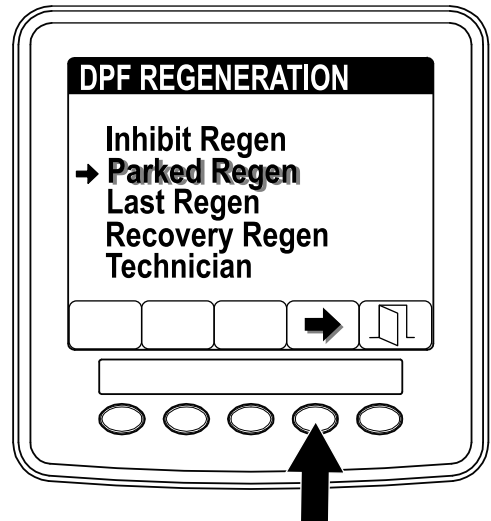 DPF REGENERATION
Inhibit Regen
Parked Regen
Last Regen
Recovery Regen
Technician